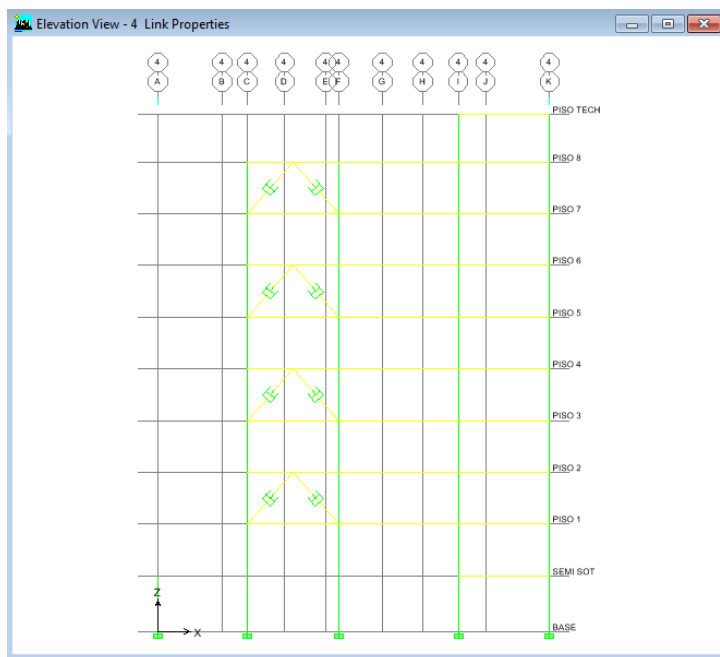 Elevation View - 4 Link Properties
4 4 4 4 4 4 4 4 4 4 4
A B C D E F G H I J K
PISO TECH
PISO 8
PISO 7
PISO 6
PISO 5
PISO 4
PISO 3
PISO 2
PISO 1
SEMI SOT
Z
X
BASE